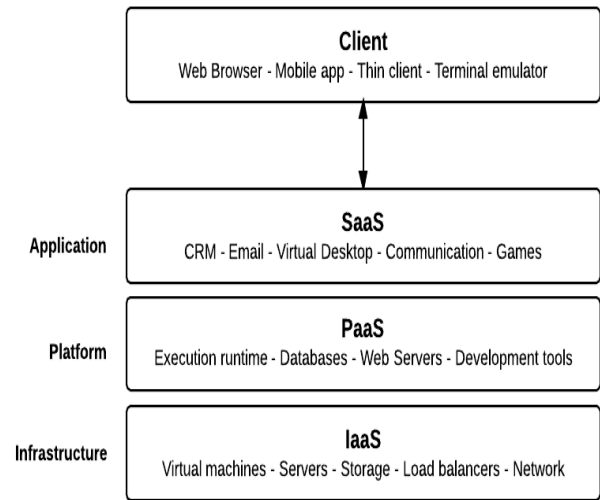 Client
Web Browser - Mobile app - Thin client - Terminal emulator
SaaS
Application
CRM - Email - Virtual Desktop - Communication - Games
PaaS
Platform
Execution runtime - Databases - Web Servers - Development tools
IaaS
Infrastructure
Virtual machines - Servers - Storage - Load balancers - Network